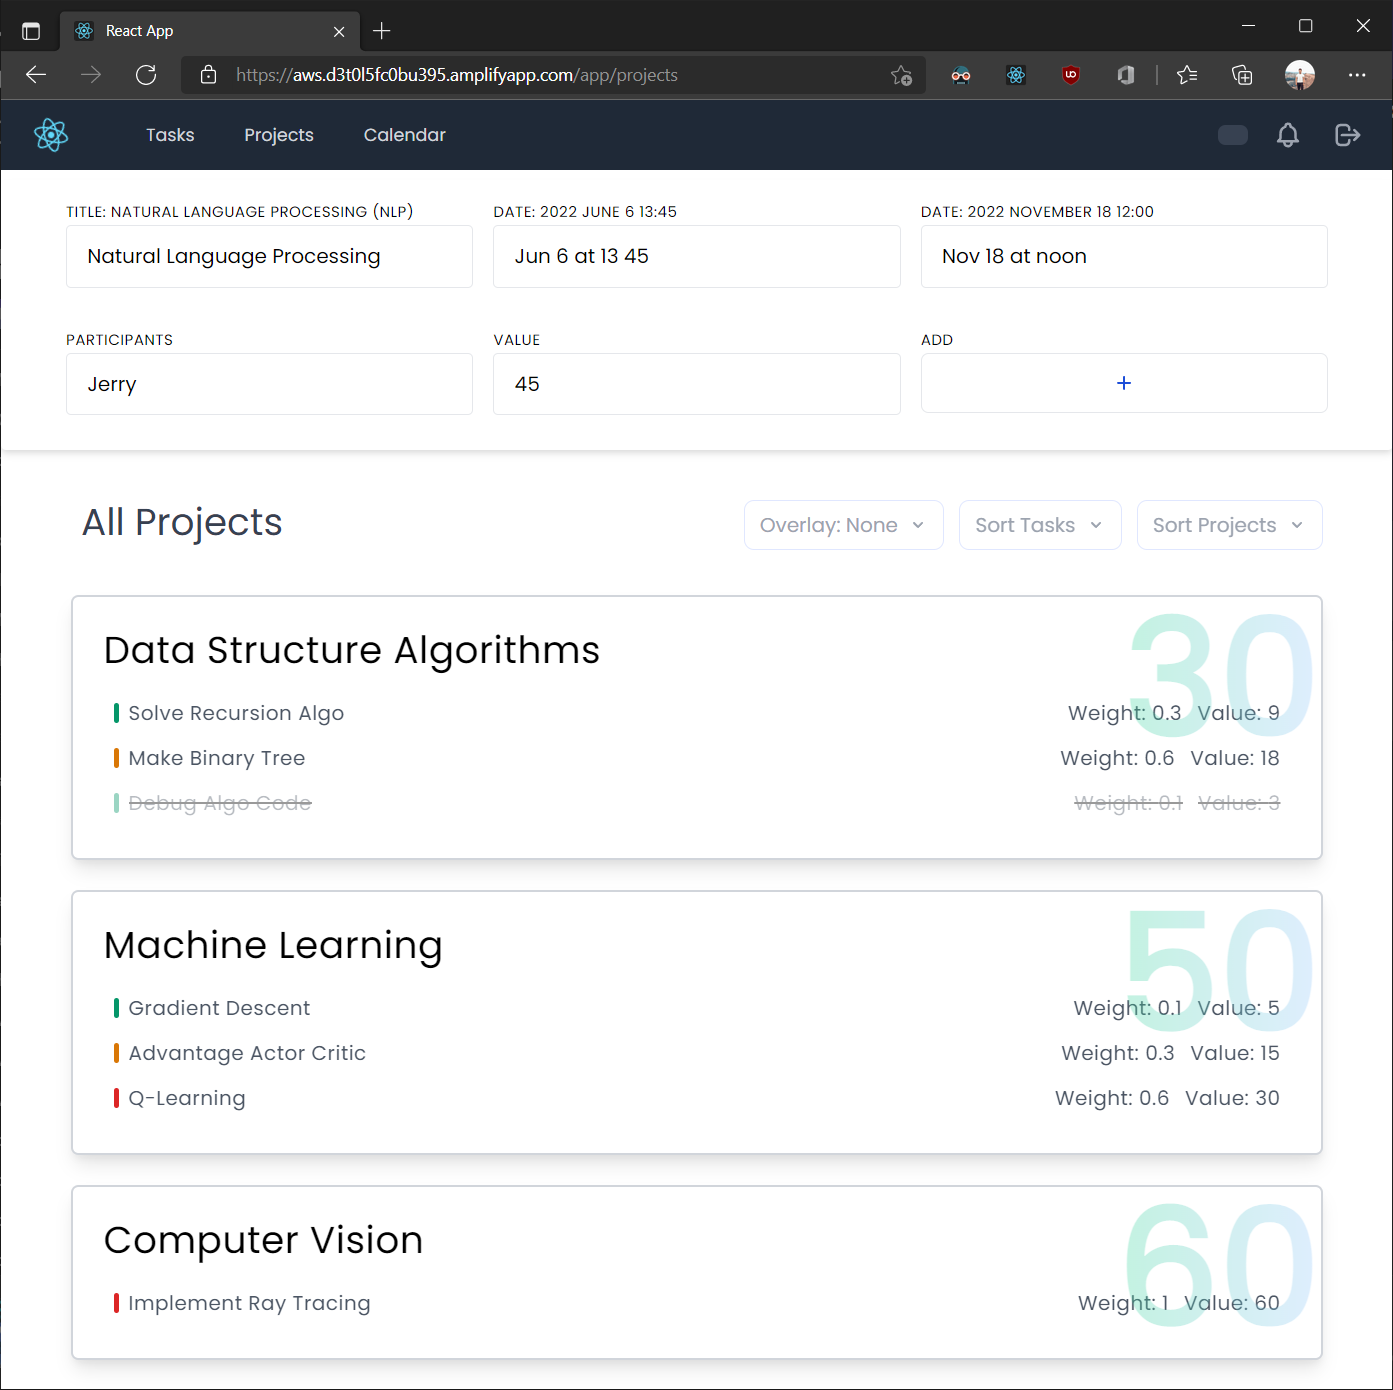 React App
https://aws.d3t0l5fc0bu395.amplifyapp.com/app/projects
Tasks Projects Calendar
TITLE: NATURAL LANGUAGE PROCESSING (NLP) DATE: 2022 JUNE 6 13:45 DATE: 2022 NOVEMBER 18 12:00
Natural Language Processing Jun 6 at 13 45 Nov 18 at noon
PARTICIPANTS VALUE ADD
Jerry 45 +
All Projects Overlay: None Sort Tasks Sort Projects
Data Structure Algorithms 30
Solve Recursion Algo Weight: 0.3 Value: 9
Make Binary Tree Weight: 0.6 Value: 18
Debug Algo Code Weight: 0.1 Value: 3
Machine Learning 50
Gradient Descent Weight: 0.1 Value: 5
Advantage Actor Critic Weight: 0.3 Value: 15
Q-Learning Weight: 0.6 Value: 30
Computer Vision 60
Implement Ray Tracing Weight: 1 Value: 60